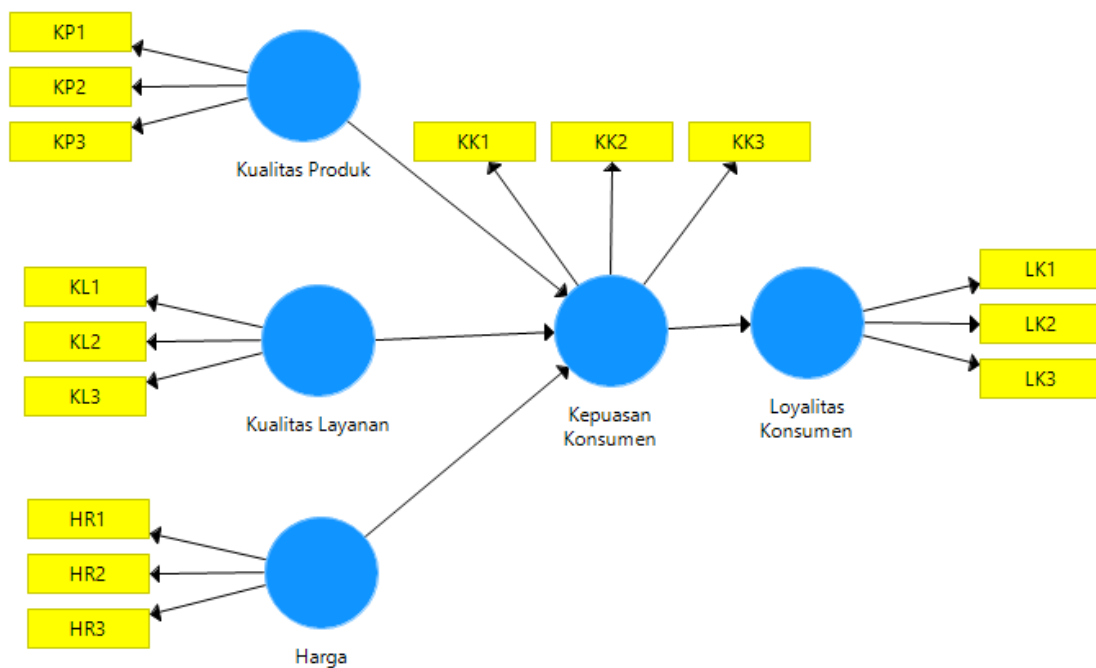 KP1
KP2
KP3
Kualitas Produk
KK1
KK2
KK3
KL1
KL2
KL3
Kualitas Layanan
Kepuasan
Konsumen
Loyalitas
Konsumen
LK1
LK2
LK3
HR1
HR2
HR3
Harga